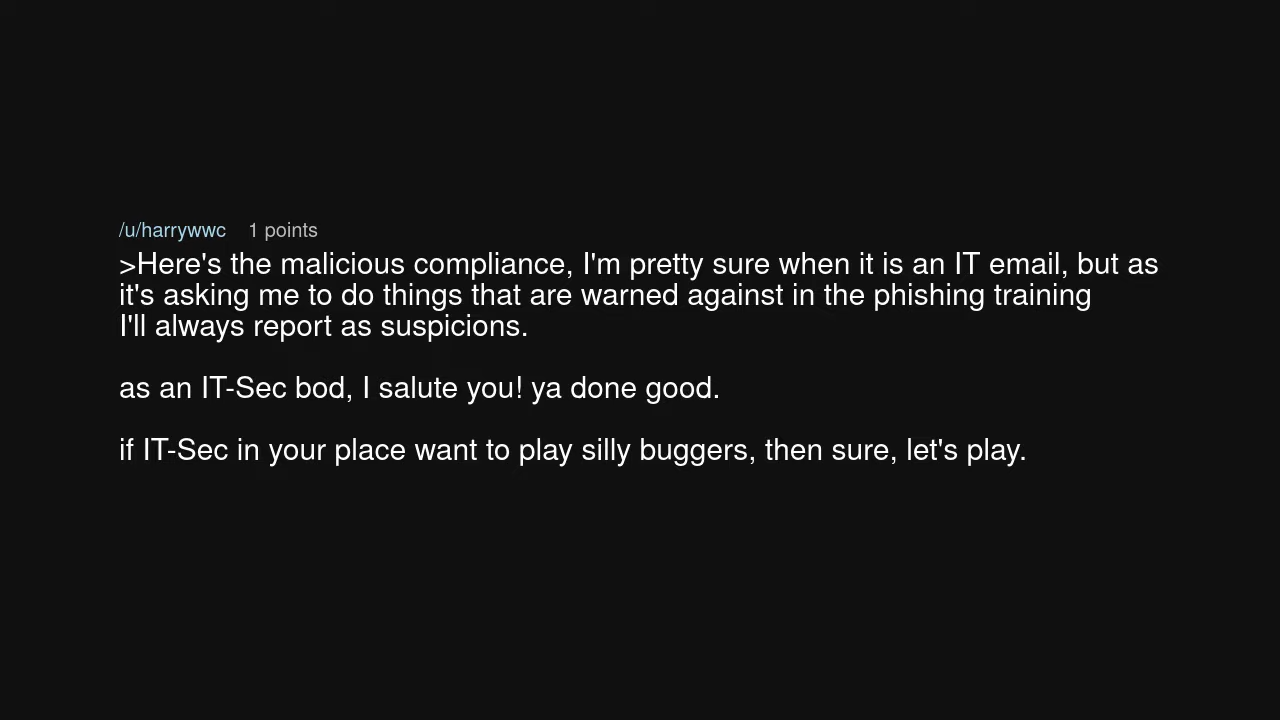 /u/harrywwc 1 points
>Here's the malicious compliance, I'm pretty sure when it is an IT email, but as
it's asking me to do things that are warned against in the phishing training
I'll always report as suspicions.
as an IT-Sec bod, I salute you! ya done good.
if IT-Sec in your place want to play silly buggers, then sure, let's play.